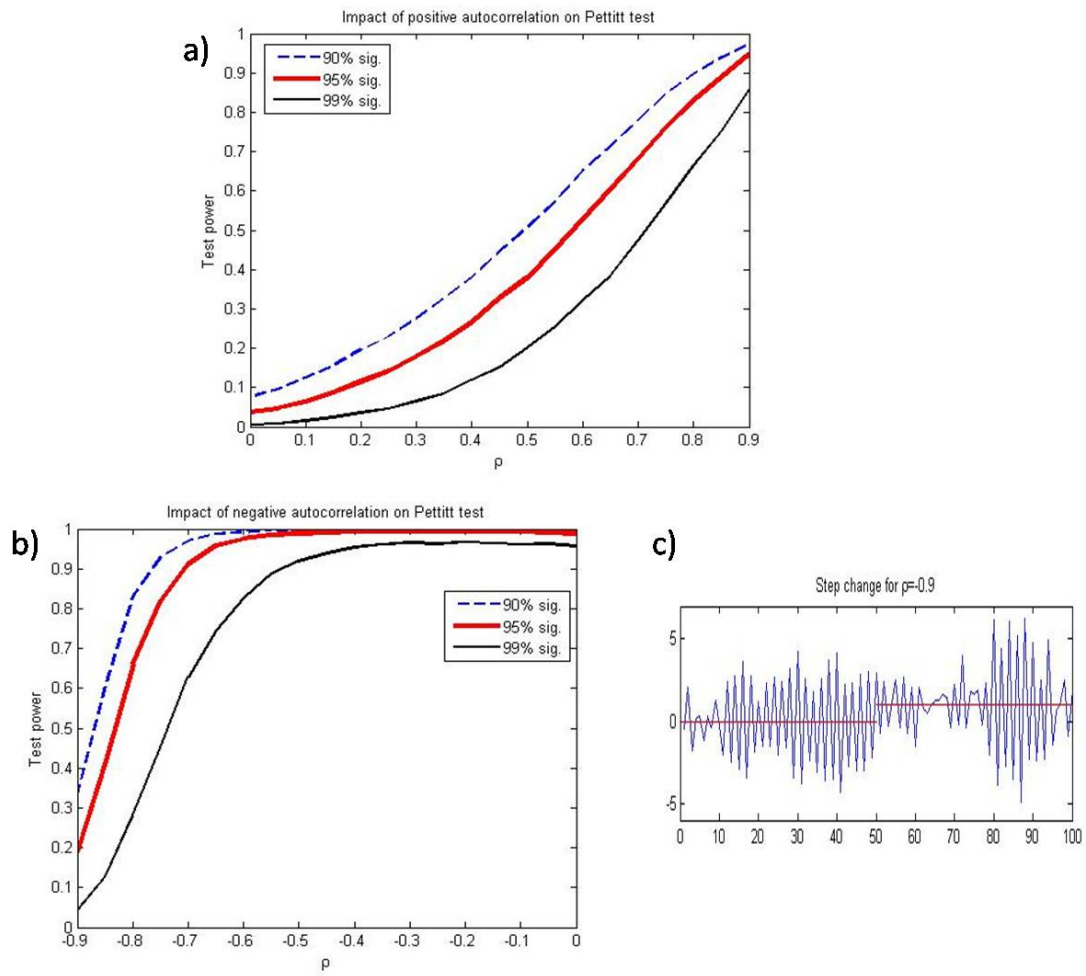 Impact of positive autocorrelation on Pettitt test
a)
90% sig.
95% sig.
99% sig.
Test power
1
0.9
0.8
0.7
0.6
0.5
0.4
0.3
0.2
0.1
0
0 0.1 0.2 0.3 0.4 0.5 0.6 0.7 0.8 0.9
ρ
Impact of negative autocorrelation on Pettitt test
b)
90% sig.
95% sig.
99% sig.
Test power
1
0.9
0.8
0.7
0.6
0.5
0.4
0.3
0.2
0.1
0
-0.9 -0.8 -0.7 -0.6 -0.5 -0.4 -0.3 -0.2 -0.1 0
ρ
c)
Step change for ρ=-0.9
5
0
-5
0 10 20 30 40 50 60 70 80 90 100